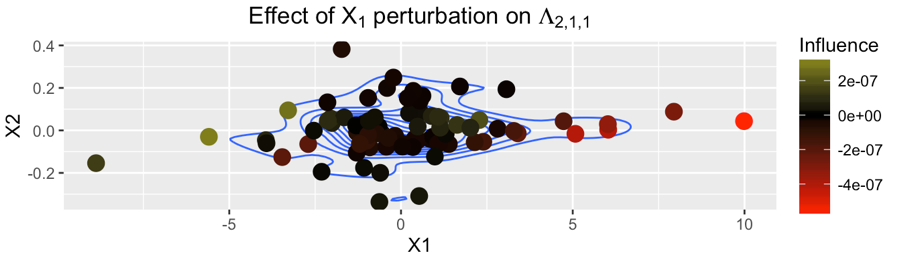 Effect of X₁ perturbation on Λ₂,₁,₁
Influence
0.4
0.2
0.0
-0.2
X2
2e-07
0e+00
-2e-07
-4e-07
-5
0
5
10
X1